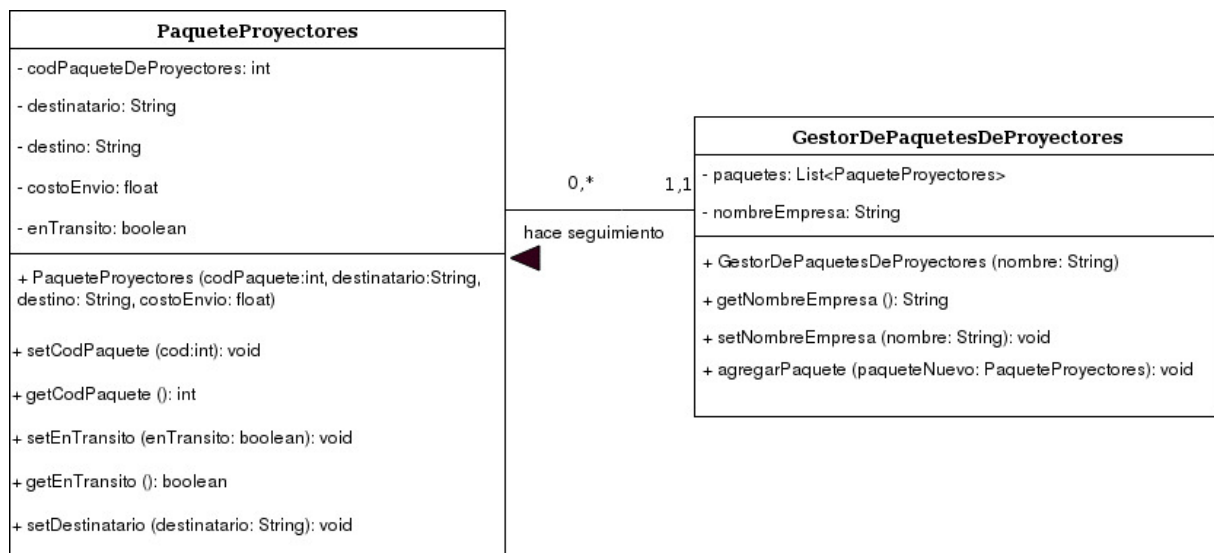 PaqueteProyectores
- codPaqueteDeProyectores: int
- destinatario: String
- destino: String
- costoEnvio: float
- enTransito: boolean
+ PaqueteProyectores (codPaquete:int, destinatario:String,
destino: String, costoEnvio: float)
+ setCodPaquete (cod:int): void
+ getCodPaquete (): int
+ setEnTransito (enTransito: boolean): void
+ getEnTransito (): boolean
+ setDestinatario (destinatario: String): void
0,*
1,1
hace seguimiento
GestorDePaquetesDeProyectores
- paquetes: List<PaqueteProyectores>
- nombreEmpresa: String
+ GestorDePaquetesDeProyectores (nombre: String)
+ getNombreEmpresa (): String
+ setNombreEmpresa (nombre: String): void
+ agregarPaquete (paqueteNuevo: PaqueteProyectores): void